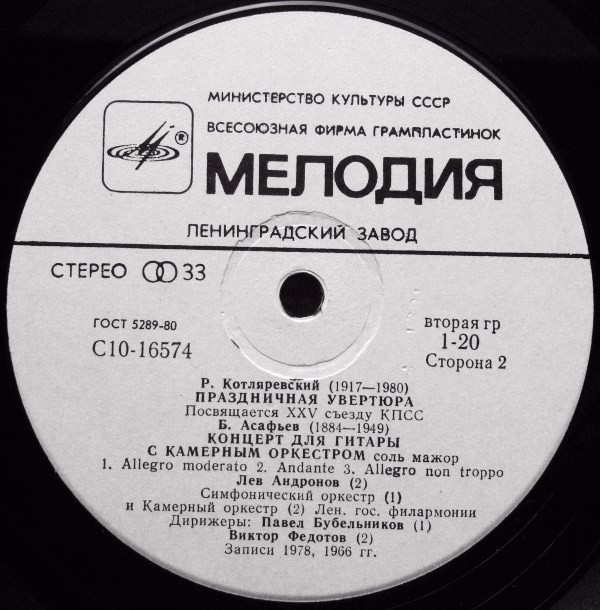 МИНИСТЕРСТВО КУЛЬТУРЫ СССР
ВСЕСОЮЗНАЯ ФИРМА ГРАМПЛАСТИНОК
®
МЕЛОДИЯ
ЛЕНИНГРАДСКИЙ ЗАВОД
СТЕРЕО 33
ГОСТ 5289-80
С10-16574
вторая гр
1-20
Сторона 2
Р. Котляревский (1917—1980)
ПРАЗДНИЧНАЯ УВЕРТЮРА
Посвящается XXV съезду КПСС
Б. Асафьев (1884—1949)
КОНЦЕРТ ДЛЯ ГИТАРЫ
С КАМЕРНЫМ ОРКЕСТРОМ соль мажор
1. Allegro moderato 2. Andante 3. Allegro non troppo
Лев Андронов (2)
Симфонический оркестр (1)
и Камерный оркестр (2) Лен. гос. филармонии
Дирижеры: Павел Бубельников (1)
Виктор Федотов (2)
Записи 1978, 1966 гг.